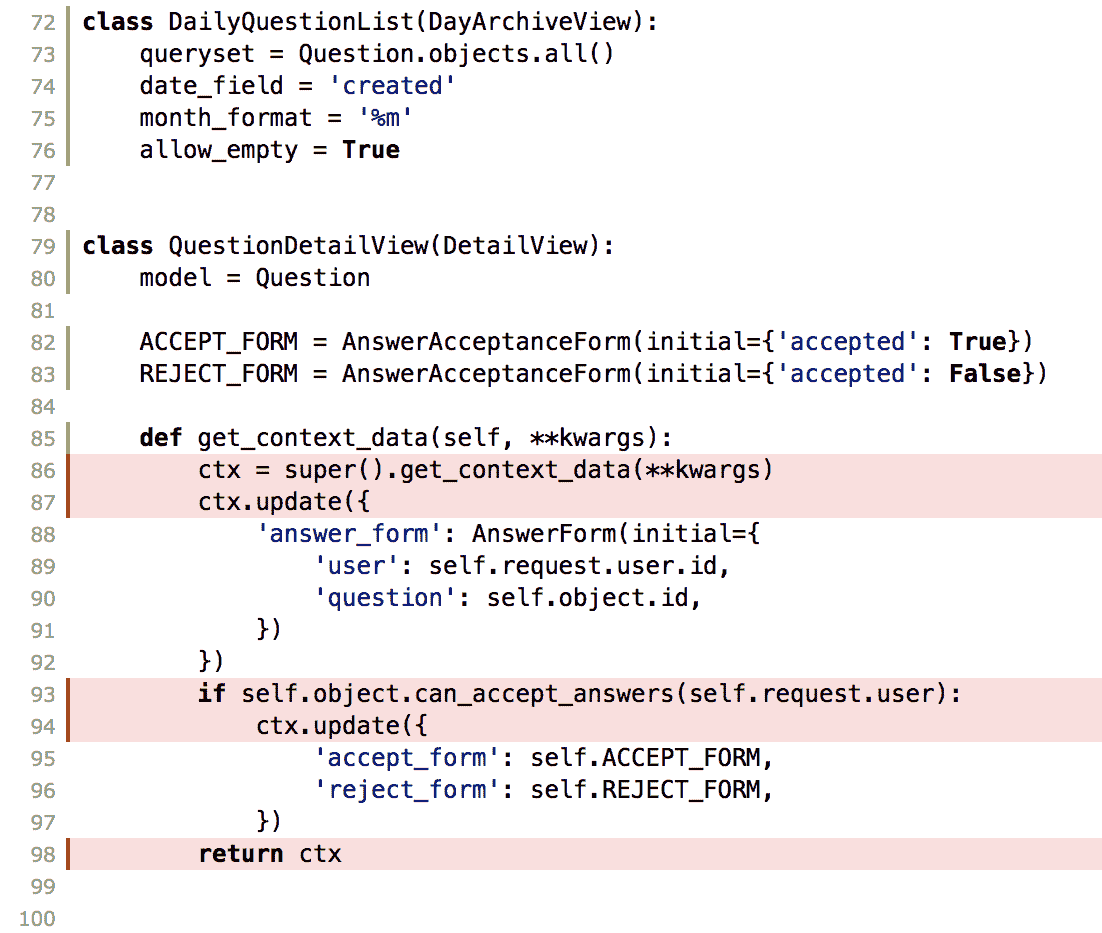 72 class DailyQuestionList(DayArchiveView):
73     queryset = Question.objects.all()
74     date_field = 'created'
75     month_format = '%m'
76     allow_empty = True
77
78
79 class QuestionDetailView(DetailView):
80     model = Question
81
82     ACCEPT_FORM = AnswerAcceptanceForm(initial={'accepted': True})
83     REJECT_FORM = AnswerAcceptanceForm(initial={'accepted': False})
84
85     def get_context_data(self, **kwargs):
86         ctx = super().get_context_data(**kwargs)
87         ctx.update({
88             'answer_form': AnswerForm(initial={
89                 'user': self.request.user.id,
90                 'question': self.object.id,
91             })
92         })
93         if self.object.can_accept_answers(self.request.user):
94             ctx.update({
95                 'accept_form': self.ACCEPT_FORM,
96                 'reject_form': self.REJECT_FORM,
97             })
98         return ctx
99
100